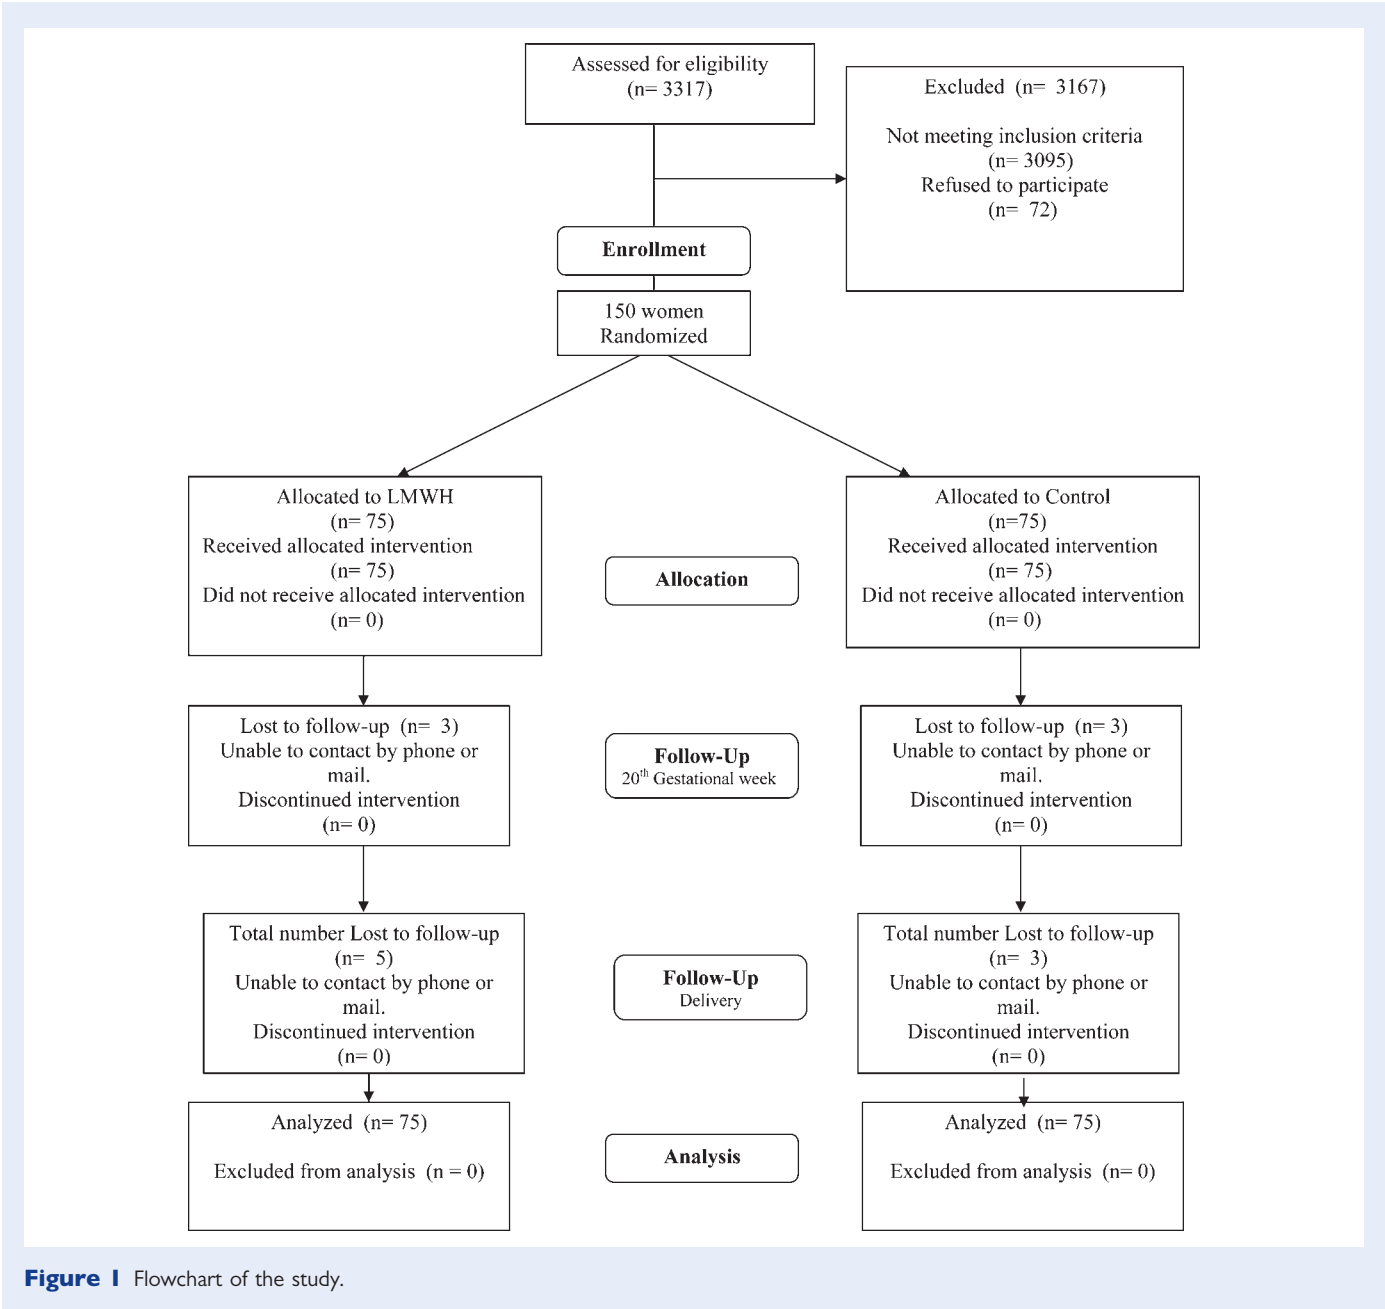 Assessed for eligibility
(n= 3317)
Excluded (n= 3167)
Not meeting inclusion criteria
(n= 3095)
Refused to participate
(n= 72)
Enrollment
150 women
Randomized
Allocated to LMWH
(n= 75)
Received allocated intervention
(n= 75)
Did not receive allocated intervention
(n= 0)
Allocation
Allocated to Control
(n=75)
Received allocated intervention
(n= 75)
Did not receive allocated intervention
(n= 0)
Lost to follow-up (n= 3)
Unable to contact by phone or
mail.
Discontinued intervention
(n= 0)
Follow-Up
20th Gestational week
Lost to follow-up (n= 3)
Unable to contact by phone or
mail.
Discontinued intervention
(n= 0)
Total number Lost to follow-up
(n= 5)
Unable to contact by phone or
mail.
Discontinued intervention
(n= 0)
Follow-Up
Delivery
Total number Lost to follow-up
(n= 3)
Unable to contact by phone or
mail.
Discontinued intervention
(n= 0)
Analyzed (n= 75)
Excluded from analysis (n = 0)
Analysis
Analyzed (n= 75)
Excluded from analysis (n= 0)
Figure 1 Flowchart of the study.